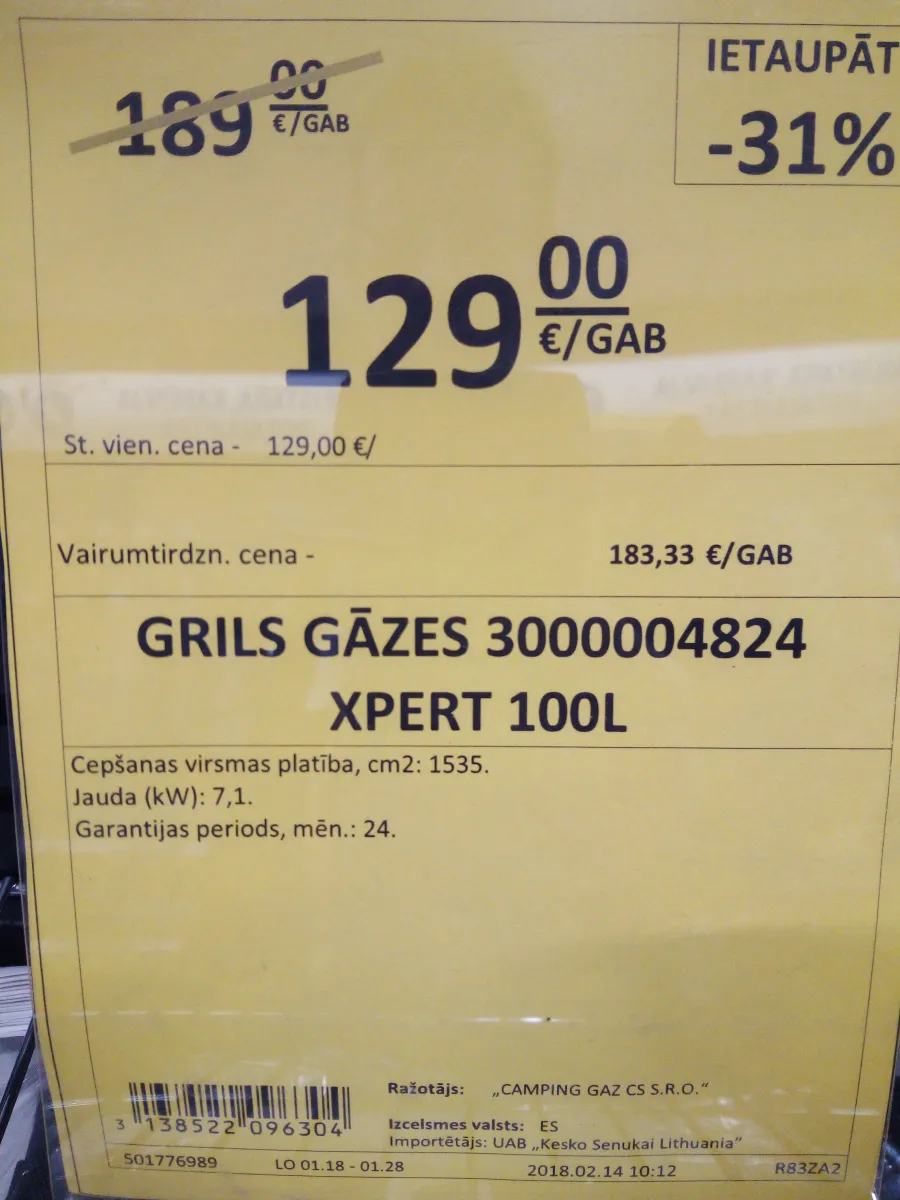 189 00 €/GAB
IETAUPĀT
-31%
129 00 €/GAB
St. vien. cena - 129,00 €/
Vairumtirdzn. cena - 183,33 €/GAB
GRILS GĀZES 3000004824
XPERT 100L
Cepšanas virsmas platība, cm2: 1535.
Jauda (kW): 7,1.
Garantijas periods, mēn.: 24.
Ražotājs: „CAMPING GAZ CS S.R.O.“
3 138522 096304
Izcelsmes valsts: ES
Importētājs: UAB „Kesko Senukai Lithuania”
501776989 LO 01.18 - 01.28 2018.02.14 10:12 R83ZA2